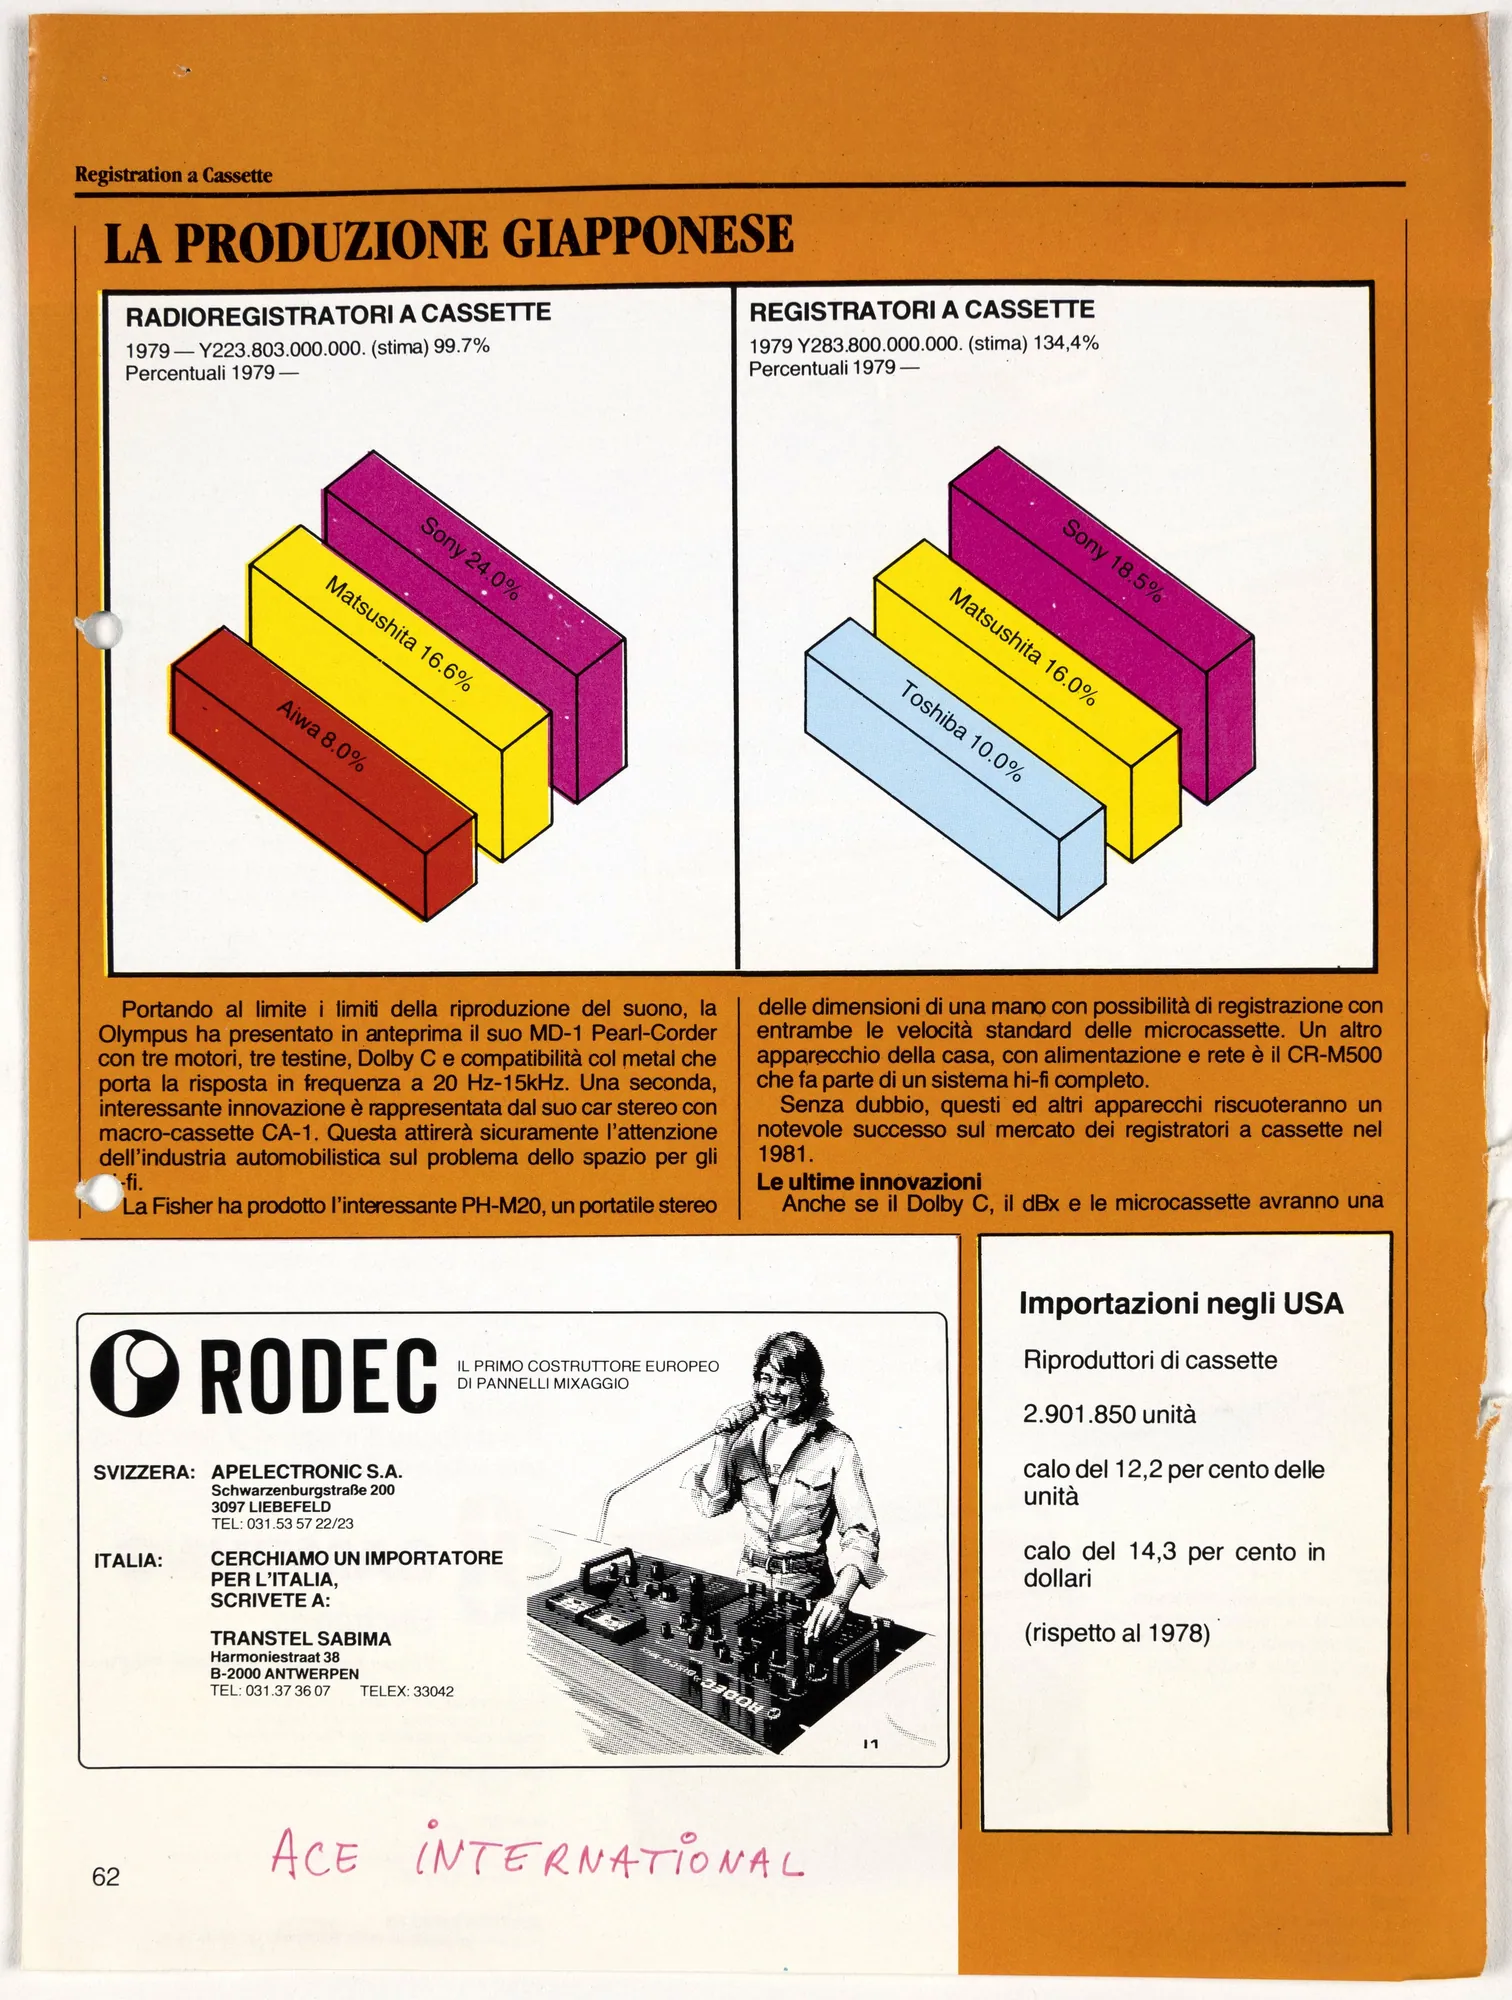 Registration a Cassette
LA PRODUZIONE GIAPPONESE
RADIOREGISTRATORI A CASSETTE
1979 — Y223.803.000.000. (stima) 99.7%
Percentuali 1979 —
Sony 24.0%
Matsushita 16.6%
Aiwa 8.0%
REGISTRATORI A CASSETTE
1979 Y283.800.000.000. (stima) 134,4%
Percentuali 1979 —
Sony 18.5%
Matsushita 16.0%
Toshiba 10.0%
Portando al limite i limiti della riproduzione del suono, la
Olympus ha presentato in anteprima il suo MD-1 Pearl-Corder
con tre motori, tre testine, Dolby C e compatibilità col metal che
porta la risposta in frequenza a 20 Hz-15kHz. Una seconda,
interessante innovazione è rappresentata dal suo car stereo con
macro-cassette CA-1. Questa attirerà sicuramente l'attenzione
dell'industria automobilistica sul problema dello spazio per gli
-fi.
La Fisher ha prodotto l'interessante PH-M20, un portatile stereo
delle dimensioni di una mano con possibilità di registrazione con
entrambe le velocità standard delle microcassette. Un altro
apparecchio della casa, con alimentazione e rete è il CR-M500
che fa parte di un sistema hi-fi completo.
Senza dubbio, questi ed altri apparecchi riscuoteranno un
notevole successo sul mercato dei registratori a cassette nel
1981.
Le ultime innovazioni
Anche se il Dolby C, il dBx e le microcassette avranno una
RODEC
IL PRIMO COSTRUTTORE EUROPEO
DI PANNELLI MIXAGGIO
SVIZZERA: APELECTRONIC S.A.
Schwarzenburgstraße 200
3097 LIEBEFELD
TEL: 031.53 57 22/23
ITALIA: CERCHIAMO UN IMPORTATORE
PER L'ITALIA,
SCRIVETE A:
TRANSTEL SABIMA
Harmoniestraat 38
B-2000 ANTWERPEN
TEL: 031.37 36 07 TELEX: 33042
RODEC
11
Importazioni negli USA
Riproduttori di cassette
2.901.850 unità
calo del 12,2 per cento delle
unità
calo del 14,3 per cento in
dollari
(rispetto al 1978)
ACE INTERNATIONAL
62